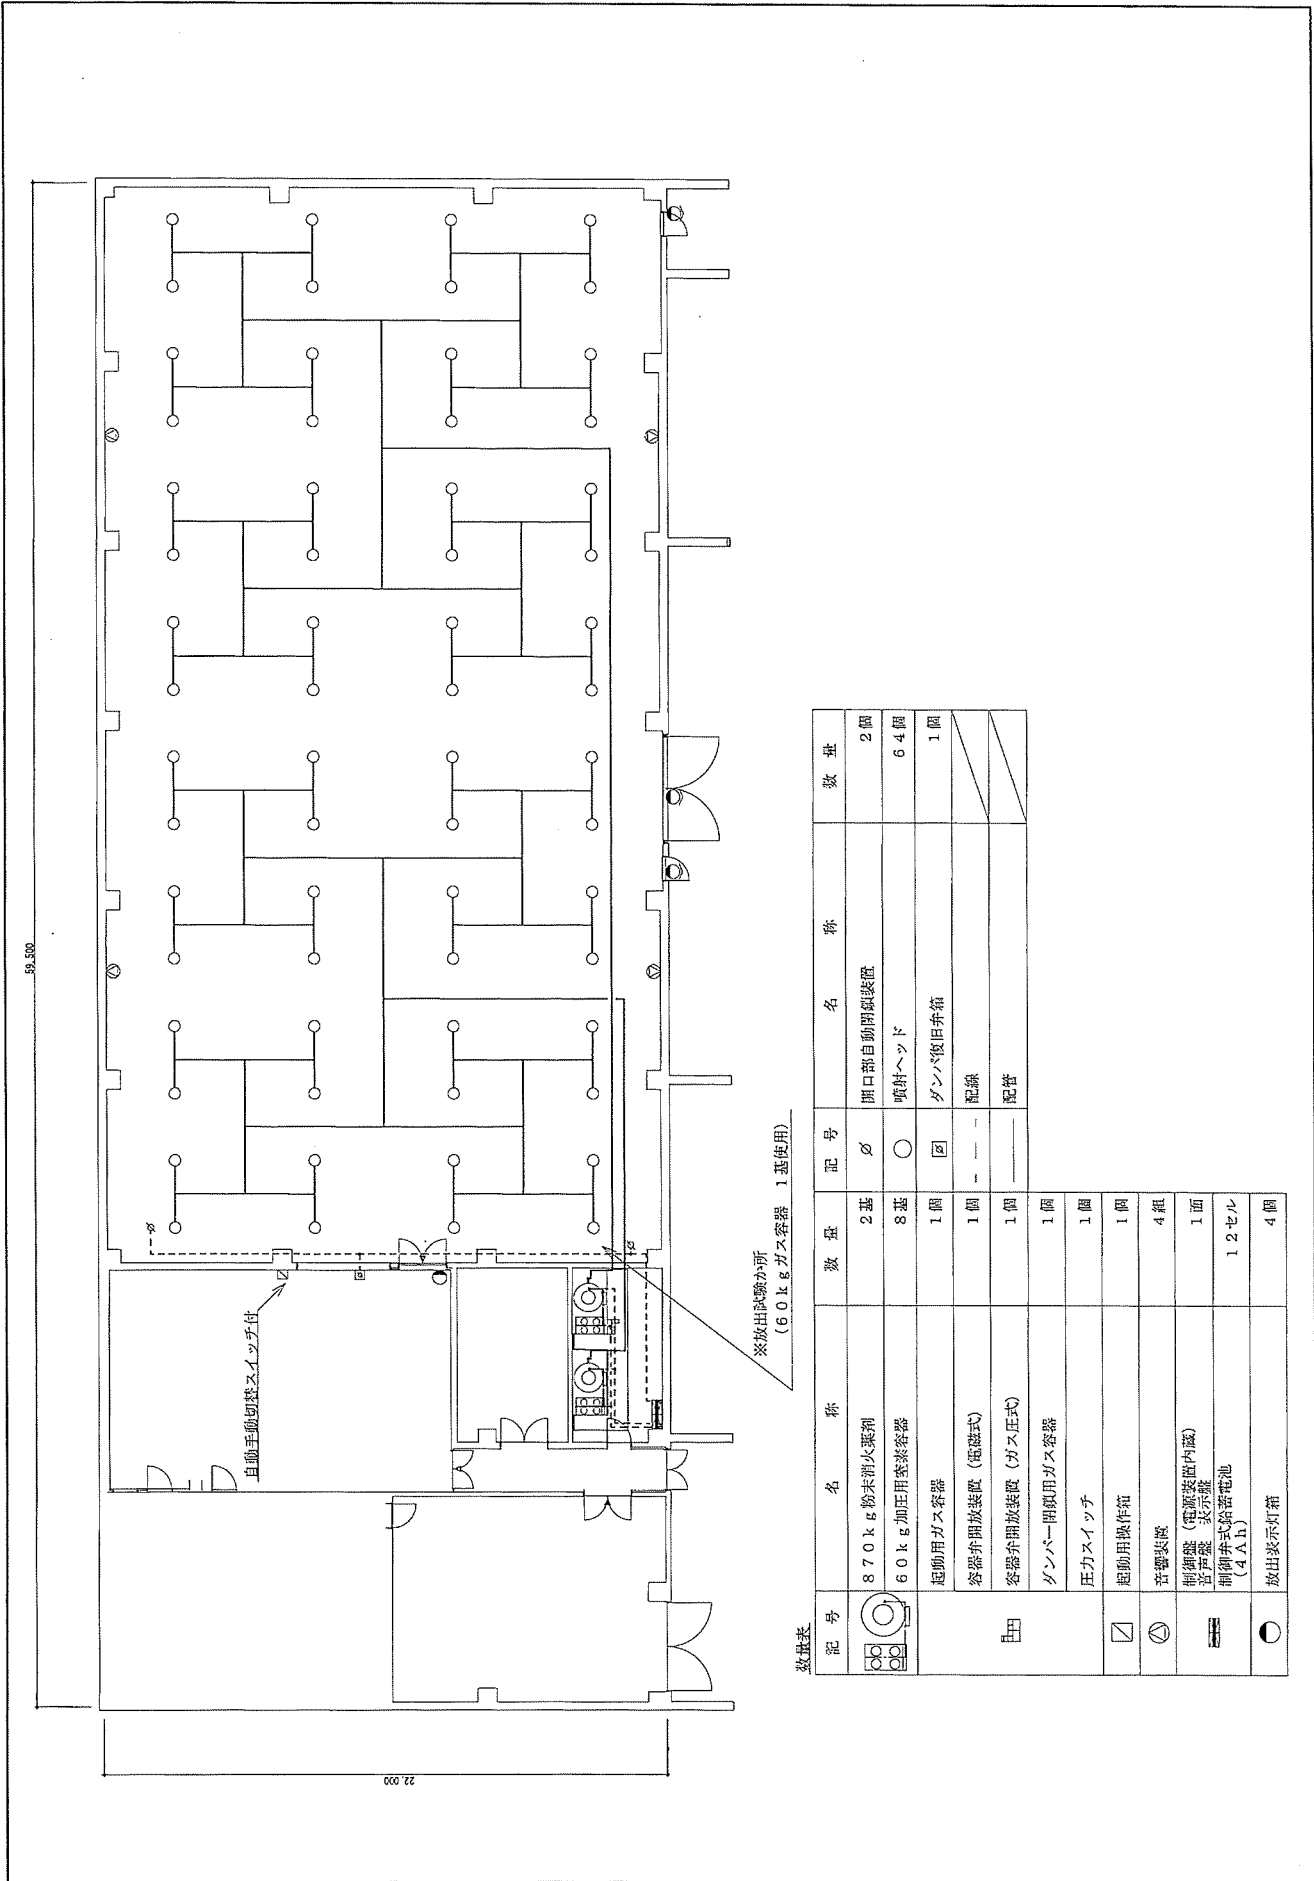 59.500
22.000
自動手動切替スイッチ付
※放出試験か所
(60kgガス容器 1基使用)
数量表
記号 名称 数量 記号 名称 数量
870kg粉末消火薬剤 2基 開口部自動閉鎖装置 2個
60kg加圧用窒素容器 8基 噴射ヘッド 64個
起動用ガス容器 1個 ダンパ復旧弁箱 1個
容器弁開放装置(電磁式) 1個 配線
容器弁開放装置(ガス圧式) 1個 配管
ダンパー閉鎖用ガス容器 1個
圧力スイッチ 1個
起動用操作箱 1個
音響装置 4組
制御盤(電源装置内蔵) 1面
音声盤 表示盤
制御弁式鉛蓄電池 12セル
(4Ah)
放出表示灯箱 4個